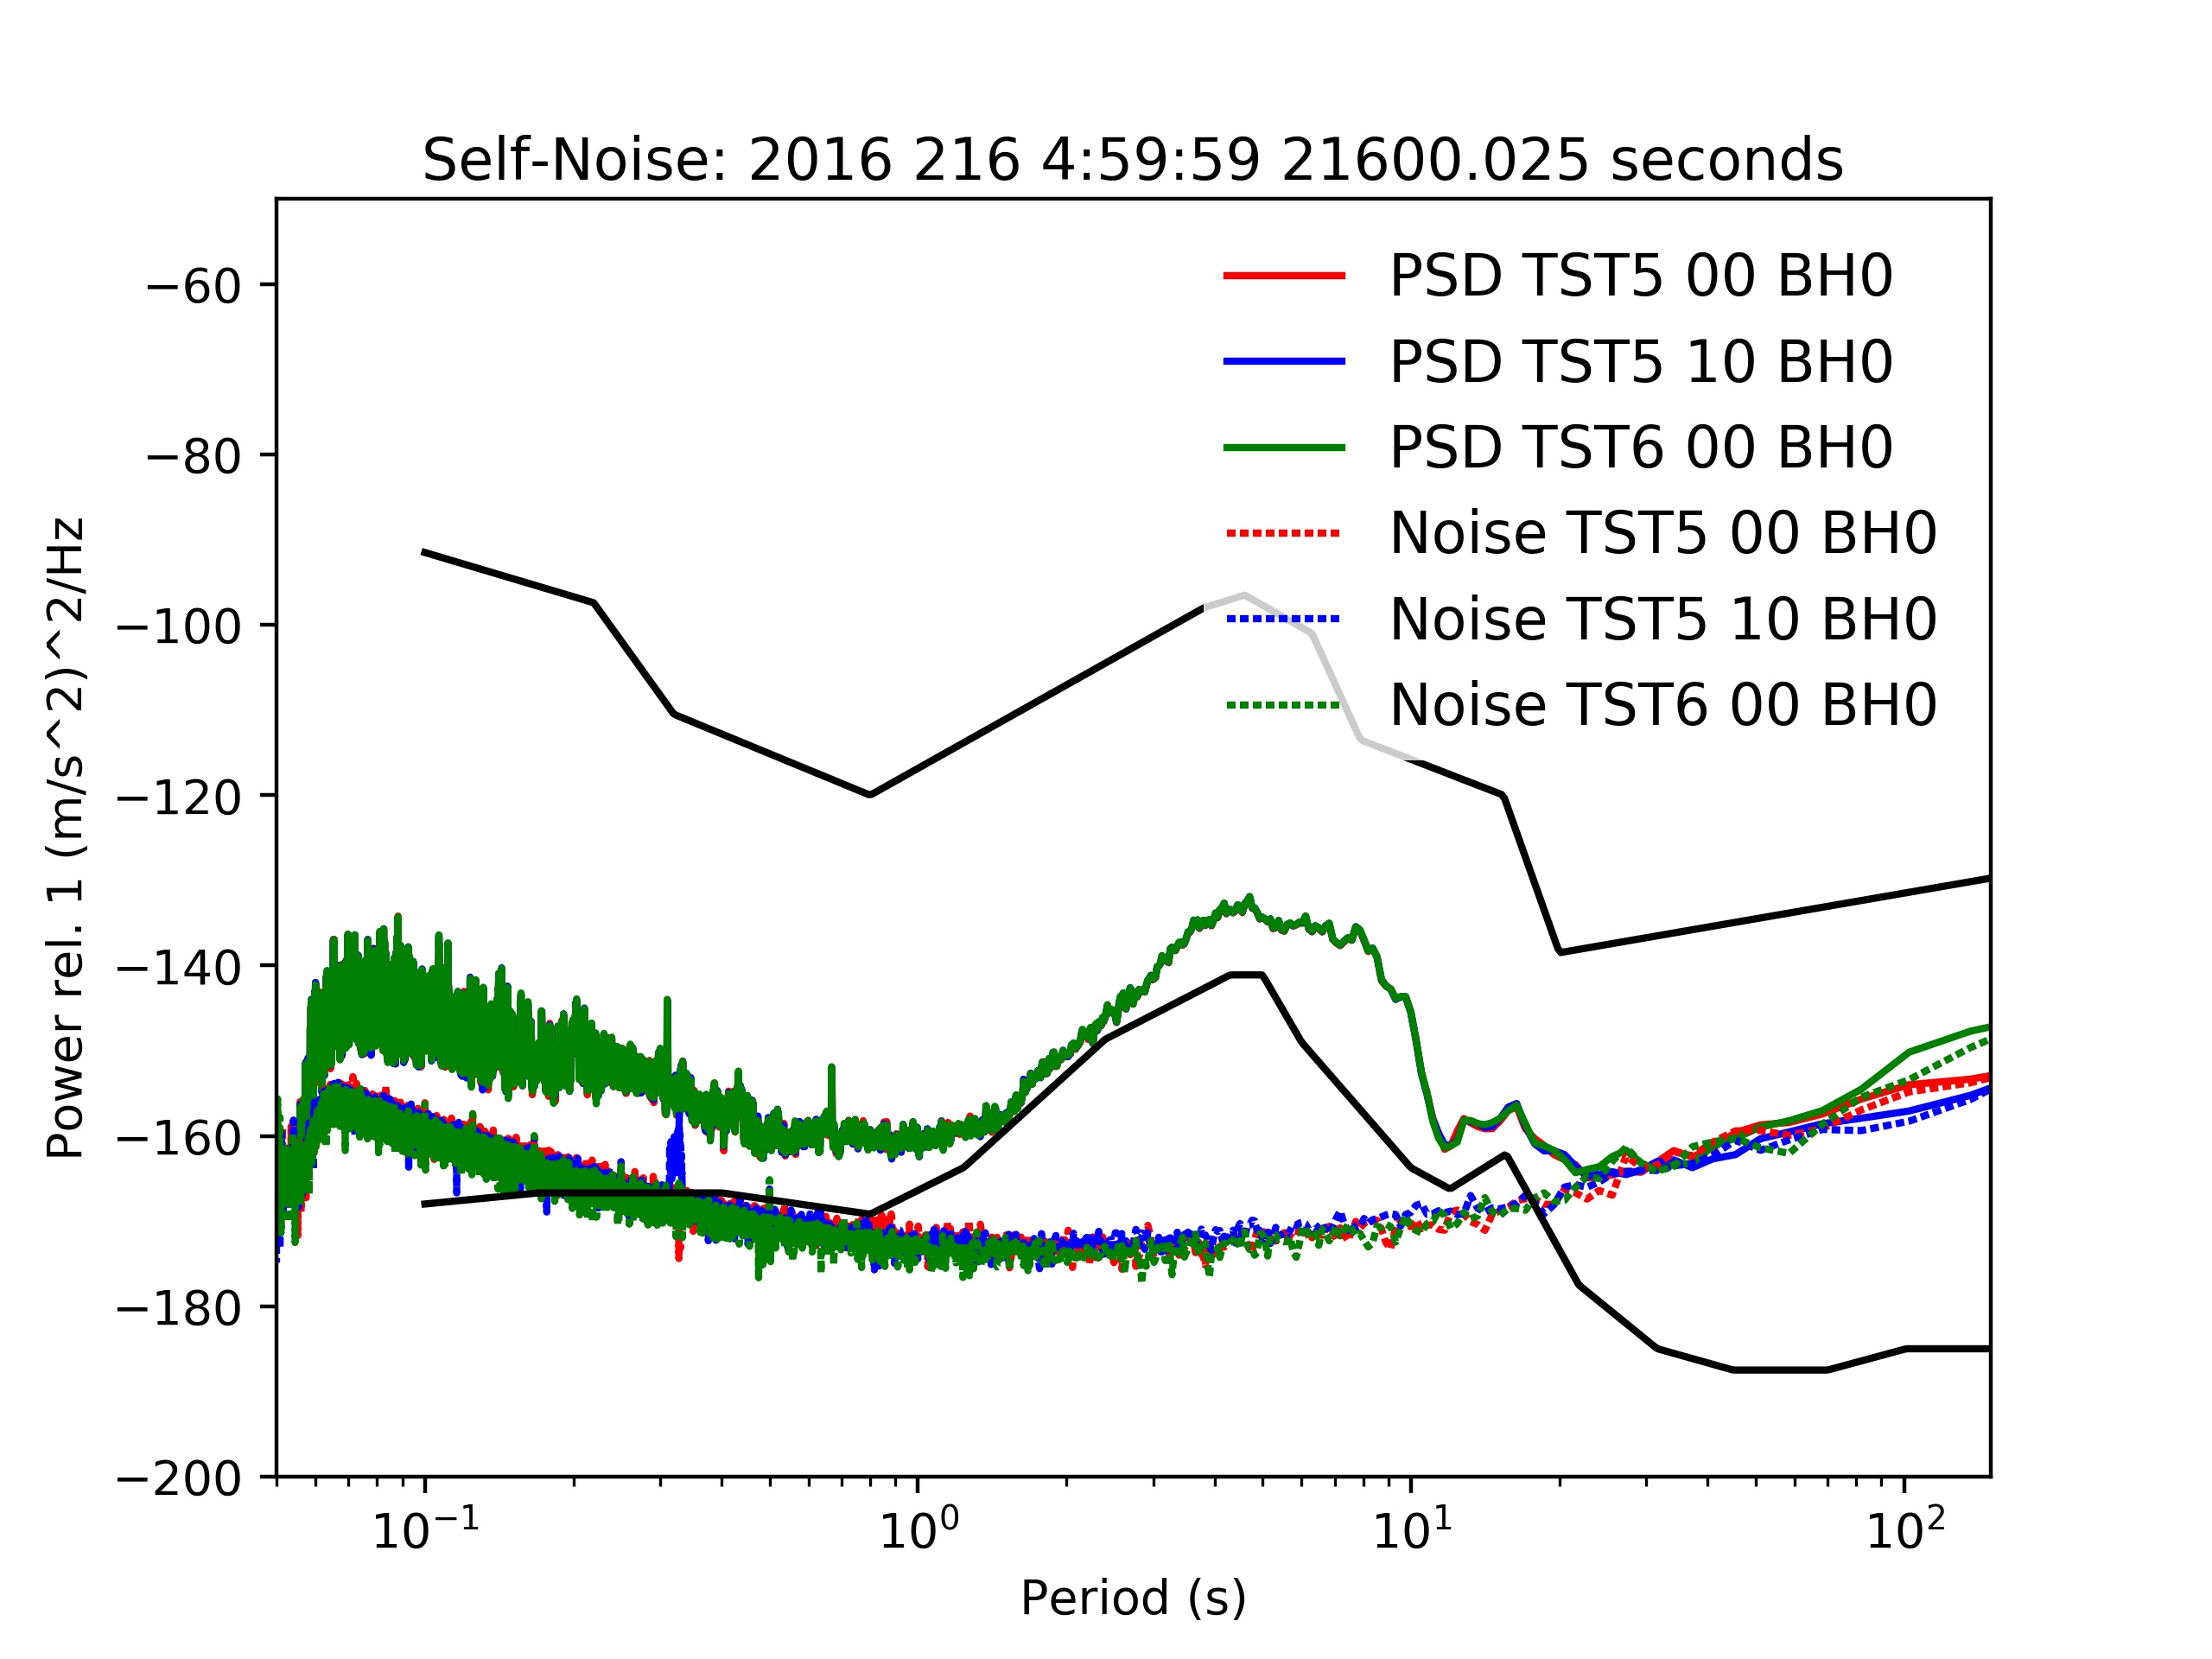 Self-Noise: 2016 216 4:59:59 21600.025 seconds
PSD TST5 00 BH0
PSD TST5 10 BH0
PSD TST6 00 BH0
Noise TST5 00 BH0
Noise TST5 10 BH0
Noise TST6 00 BH0
Power rel. 1 (m/s^2)^2/Hz
−60
−80
−100
−120
−140
−160
−180
−200
10⁻¹ 10⁰ 10¹ 10²
Period (s)